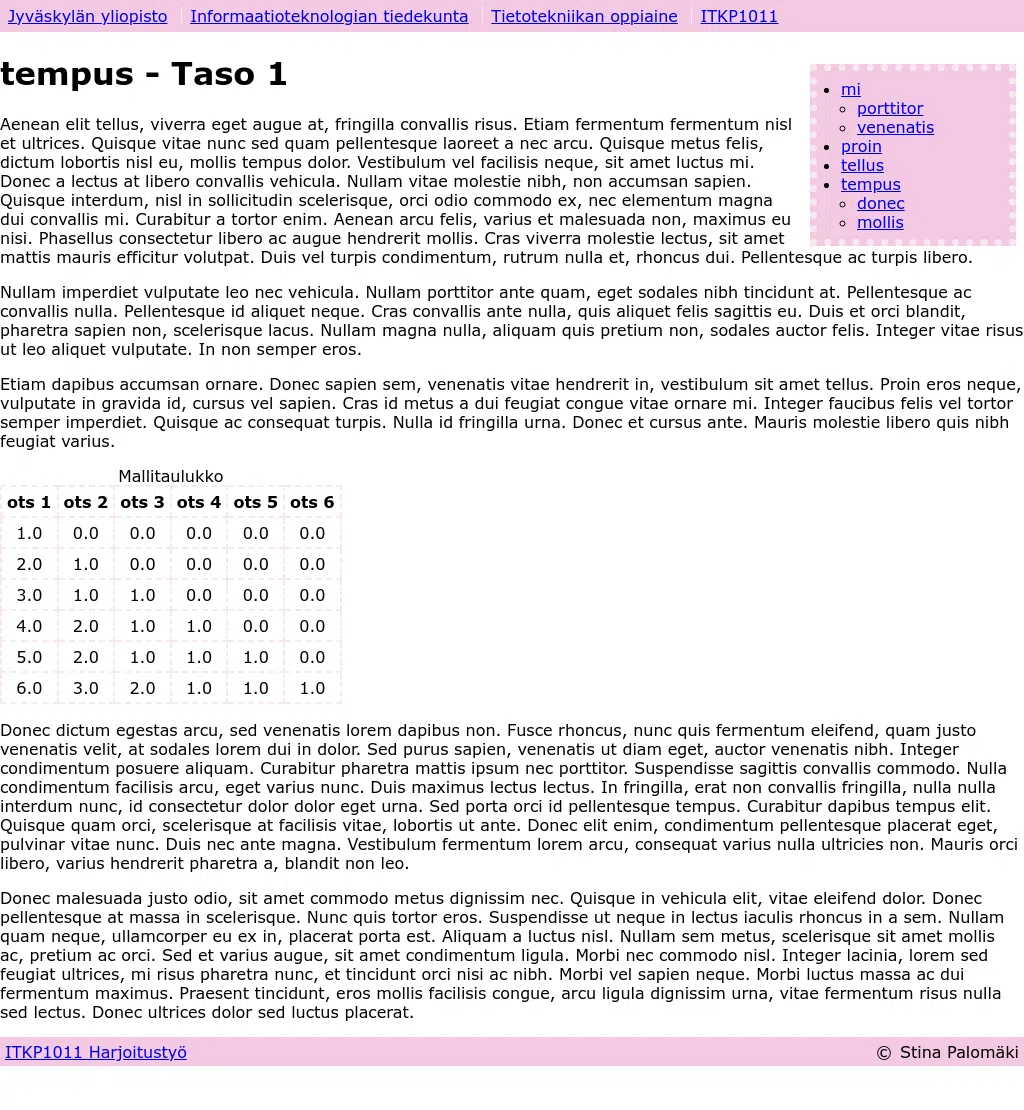 Jyväskylän yliopisto Informaatioteknologian tiedekunta Tietotekniikan oppiaine ITKP1011
tempus - Taso 1
mi
porttitor
venenatis
proin
tellus
tempus
donec
mollis
Aenean elit tellus, viverra eget augue at, fringilla convallis risus. Etiam fermentum fermentum nisl
et ultrices. Quisque vitae nunc sed quam pellentesque laoreet a nec arcu. Quisque metus felis,
dictum lobortis nisl eu, mollis tempus dolor. Vestibulum vel facilisis neque, sit amet luctus mi.
Donec a lectus at libero convallis vehicula. Nullam vitae molestie nibh, non accumsan sapien.
Quisque interdum, nisl in sollicitudin scelerisque, orci odio commodo ex, nec elementum magna
dui convallis mi. Curabitur a tortor enim. Aenean arcu felis, varius et malesuada non, maximus eu
nisi. Phasellus consectetur libero ac augue hendrerit mollis. Cras viverra molestie lectus, sit amet
mattis mauris efficitur volutpat. Duis vel turpis condimentum, rutrum nulla et, rhoncus dui. Pellentesque ac turpis libero.
Nullam imperdiet vulputate leo nec vehicula. Nullam porttitor ante quam, eget sodales nibh tincidunt at. Pellentesque ac
convallis nulla. Pellentesque id aliquet neque. Cras convallis ante nulla, quis aliquet felis sagittis eu. Duis et orci blandit,
pharetra sapien non, scelerisque lacus. Nullam magna nulla, aliquam quis pretium non, sodales auctor felis. Integer vitae risus
ut leo aliquet vulputate. In non semper eros.
Etiam dapibus accumsan ornare. Donec sapien sem, venenatis vitae hendrerit in, vestibulum sit amet tellus. Proin eros neque,
vulputate in gravida id, cursus vel sapien. Cras id metus a dui feugiat congue vitae ornare mi. Integer faucibus felis vel tortor
semper imperdiet. Quisque ac consequat turpis. Nulla id fringilla urna. Donec et cursus ante. Mauris molestie libero quis nibh
feugiat varius.
Mallitaulukko
ots 1 ots 2 ots 3 ots 4 ots 5 ots 6
1.0 0.0 0.0 0.0 0.0 0.0
2.0 1.0 0.0 0.0 0.0 0.0
3.0 1.0 1.0 0.0 0.0 0.0
4.0 2.0 1.0 1.0 0.0 0.0
5.0 2.0 1.0 1.0 1.0 0.0
6.0 3.0 2.0 1.0 1.0 1.0
Donec dictum egestas arcu, sed venenatis lorem dapibus non. Fusce rhoncus, nunc quis fermentum eleifend, quam justo
venenatis velit, at sodales lorem dui in dolor. Sed purus sapien, venenatis ut diam eget, auctor venenatis nibh. Integer
condimentum posuere aliquam. Curabitur pharetra mattis ipsum nec porttitor. Suspendisse sagittis convallis commodo. Nulla
condimentum facilisis arcu, eget varius nunc. Duis maximus lectus lectus. In fringilla, erat non convallis fringilla, nulla nulla
interdum nunc, id consectetur dolor dolor eget urna. Sed porta orci id pellentesque tempus. Curabitur dapibus tempus elit.
Quisque quam orci, scelerisque at facilisis vitae, lobortis ut ante. Donec elit enim, condimentum pellentesque placerat eget,
pulvinar vitae nunc. Duis nec ante magna. Vestibulum fermentum lorem arcu, consequat varius nulla ultricies non. Mauris orci
libero, varius hendrerit pharetra a, blandit non leo.
Donec malesuada justo odio, sit amet commodo metus dignissim nec. Quisque in vehicula elit, vitae eleifend dolor. Donec
pellentesque at massa in scelerisque. Nunc quis tortor eros. Suspendisse ut neque in lectus iaculis rhoncus in a sem. Nullam
quam neque, ullamcorper eu ex in, placerat porta est. Aliquam a luctus nisl. Nullam sem metus, scelerisque sit amet mollis
ac, pretium ac orci. Sed et varius augue, sit amet condimentum ligula. Morbi nec commodo nisl. Integer lacinia, lorem sed
feugiat ultrices, mi risus pharetra nunc, et tincidunt orci nisi ac nibh. Morbi vel sapien neque. Morbi luctus massa ac dui
fermentum maximus. Praesent tincidunt, eros mollis facilisis congue, arcu ligula dignissim urna, vitae fermentum risus nulla
sed lectus. Donec ultrices dolor sed luctus placerat.
ITKP1011 Harjoitustyö © Stina Palomäki